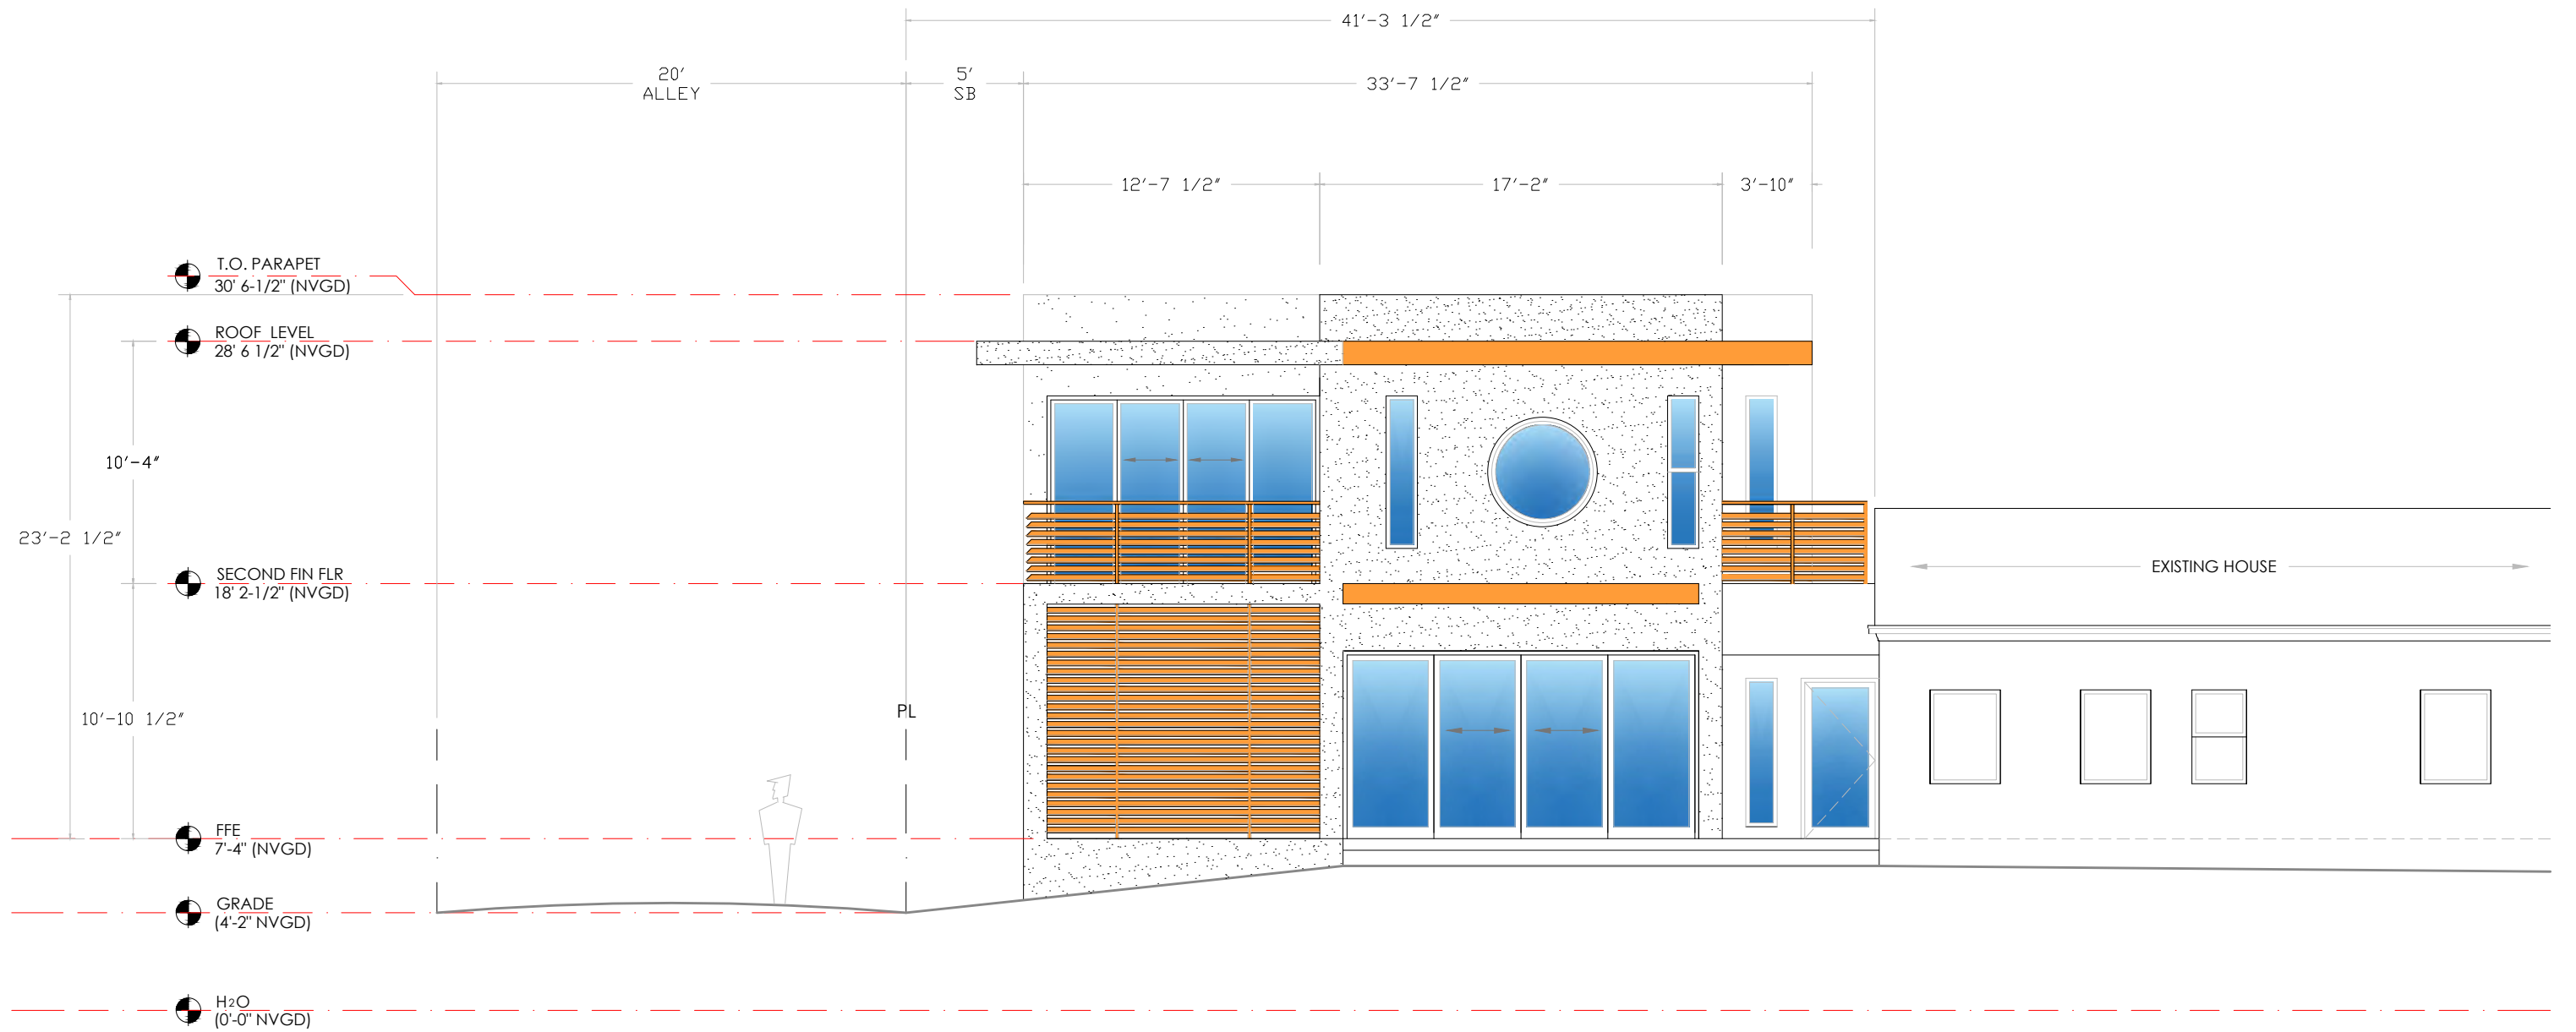 41'-3 1/2"
20'
ALLEY
5'
SB
33'-7 1/2"
12'-7 1/2"
17'-2"
3'-10"
T.O. PARAPET
30' 6-1/2" (NVGD)
ROOF LEVEL
28' 6 1/2" (NVGD)
10'-4"
23'-2 1/2"
SECOND FIN FLR
18' 2-1/2" (NVGD)
EXISTING HOUSE
10'-10 1/2"
PL
FFE
7'-4" (NVGD)
GRADE
(4'-2" NVGD)
H2O
(0'-0" NVGD)